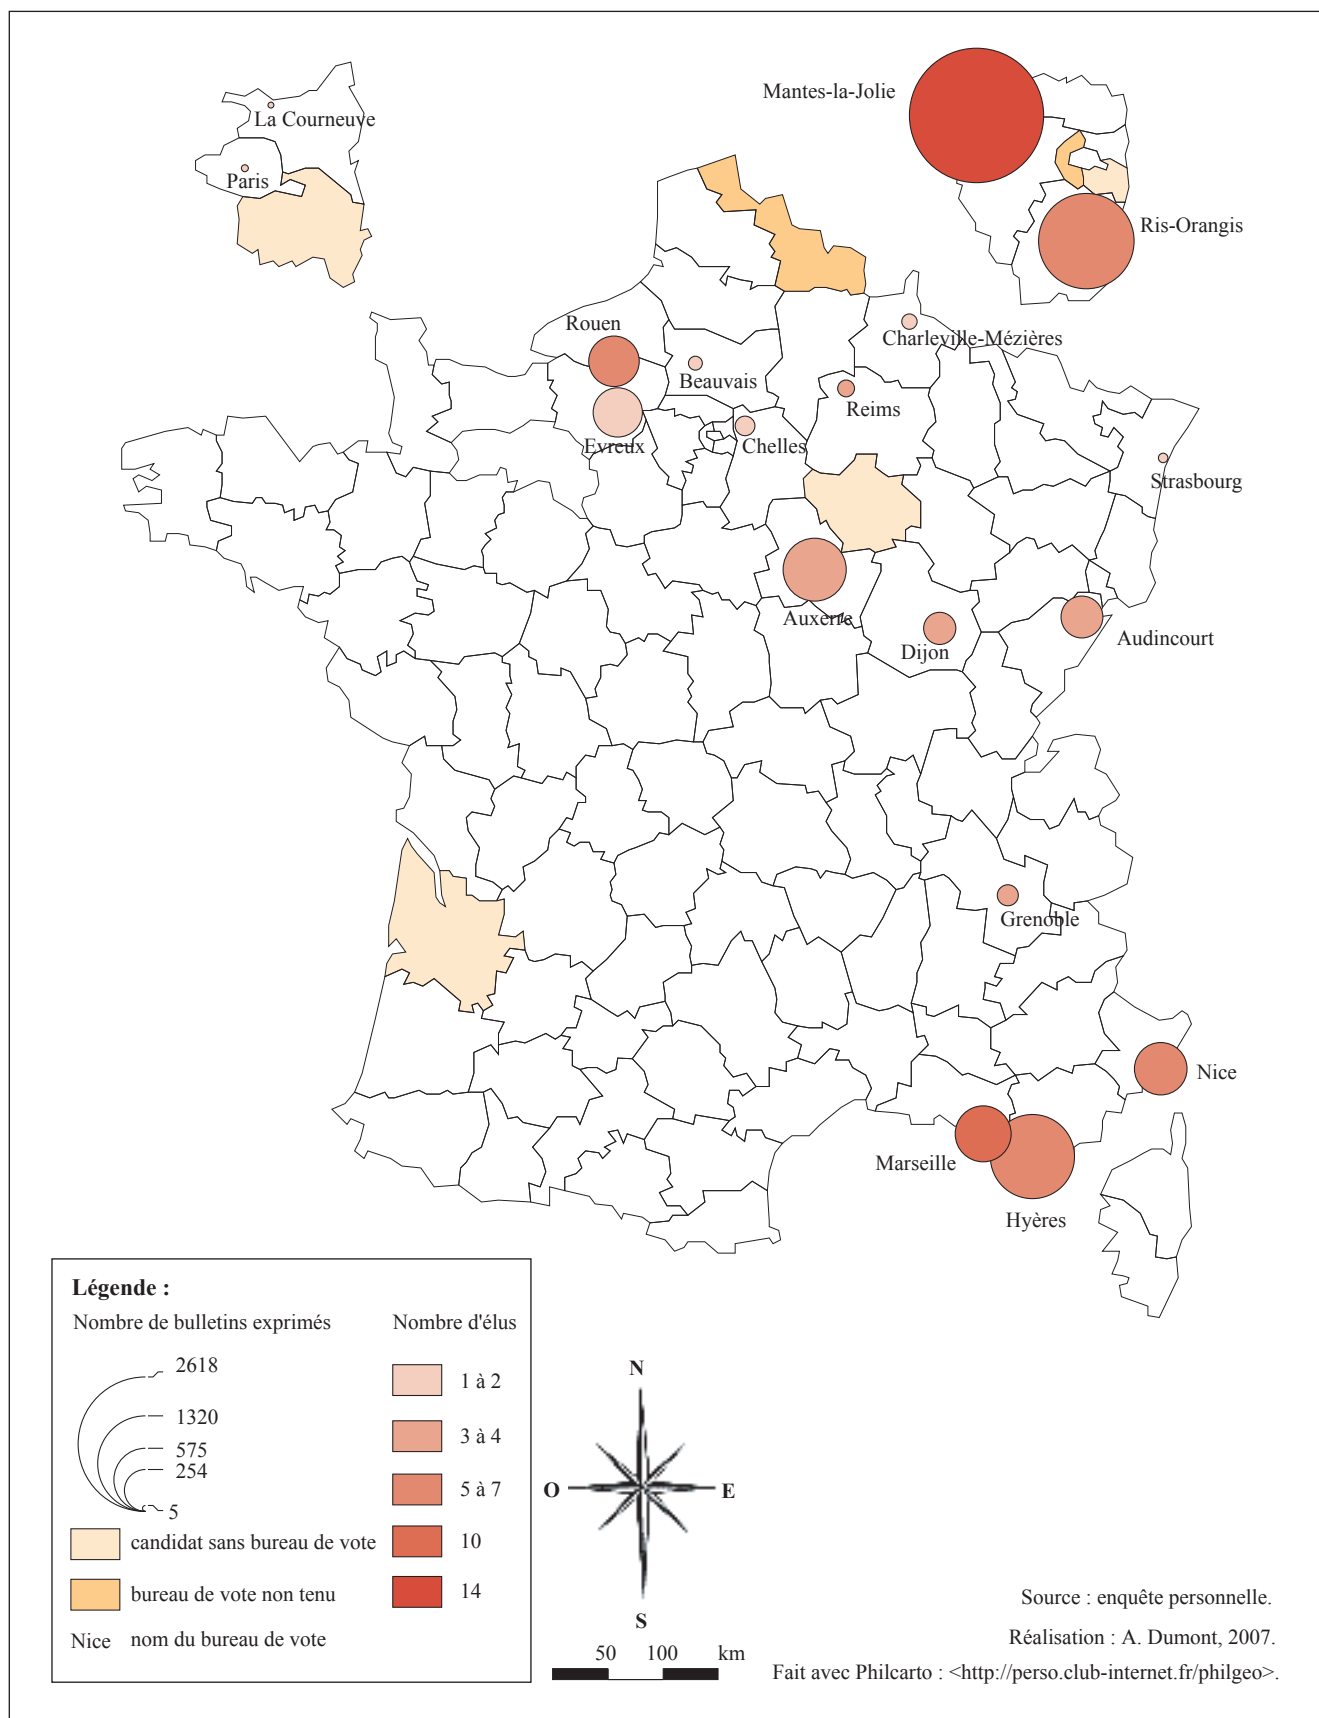 Mantes-la-Jolie
La Courneuve
Paris
Ris-Orangis
Rouen
Charleville-Mézières
Beauvais
Reims
Evreux
Chelles
Strasbourg
Auxerre
Audincourt
Dijon
Grenoble
Nice
Marseille
Hyères
Légende :
Nombre de bulletins exprimés
2618
1320
575
254
5
candidat sans bureau de vote
bureau de vote non tenu
Nice nom du bureau de vote
Nombre d'élus
1 à 2
3 à 4
5 à 7
10
14
N
O E
S
50 100 km
Source : enquête personnelle.
Réalisation : A. Dumont, 2007.
Fait avec Philcarto : <http://perso.club-internet.fr/philgeo>.